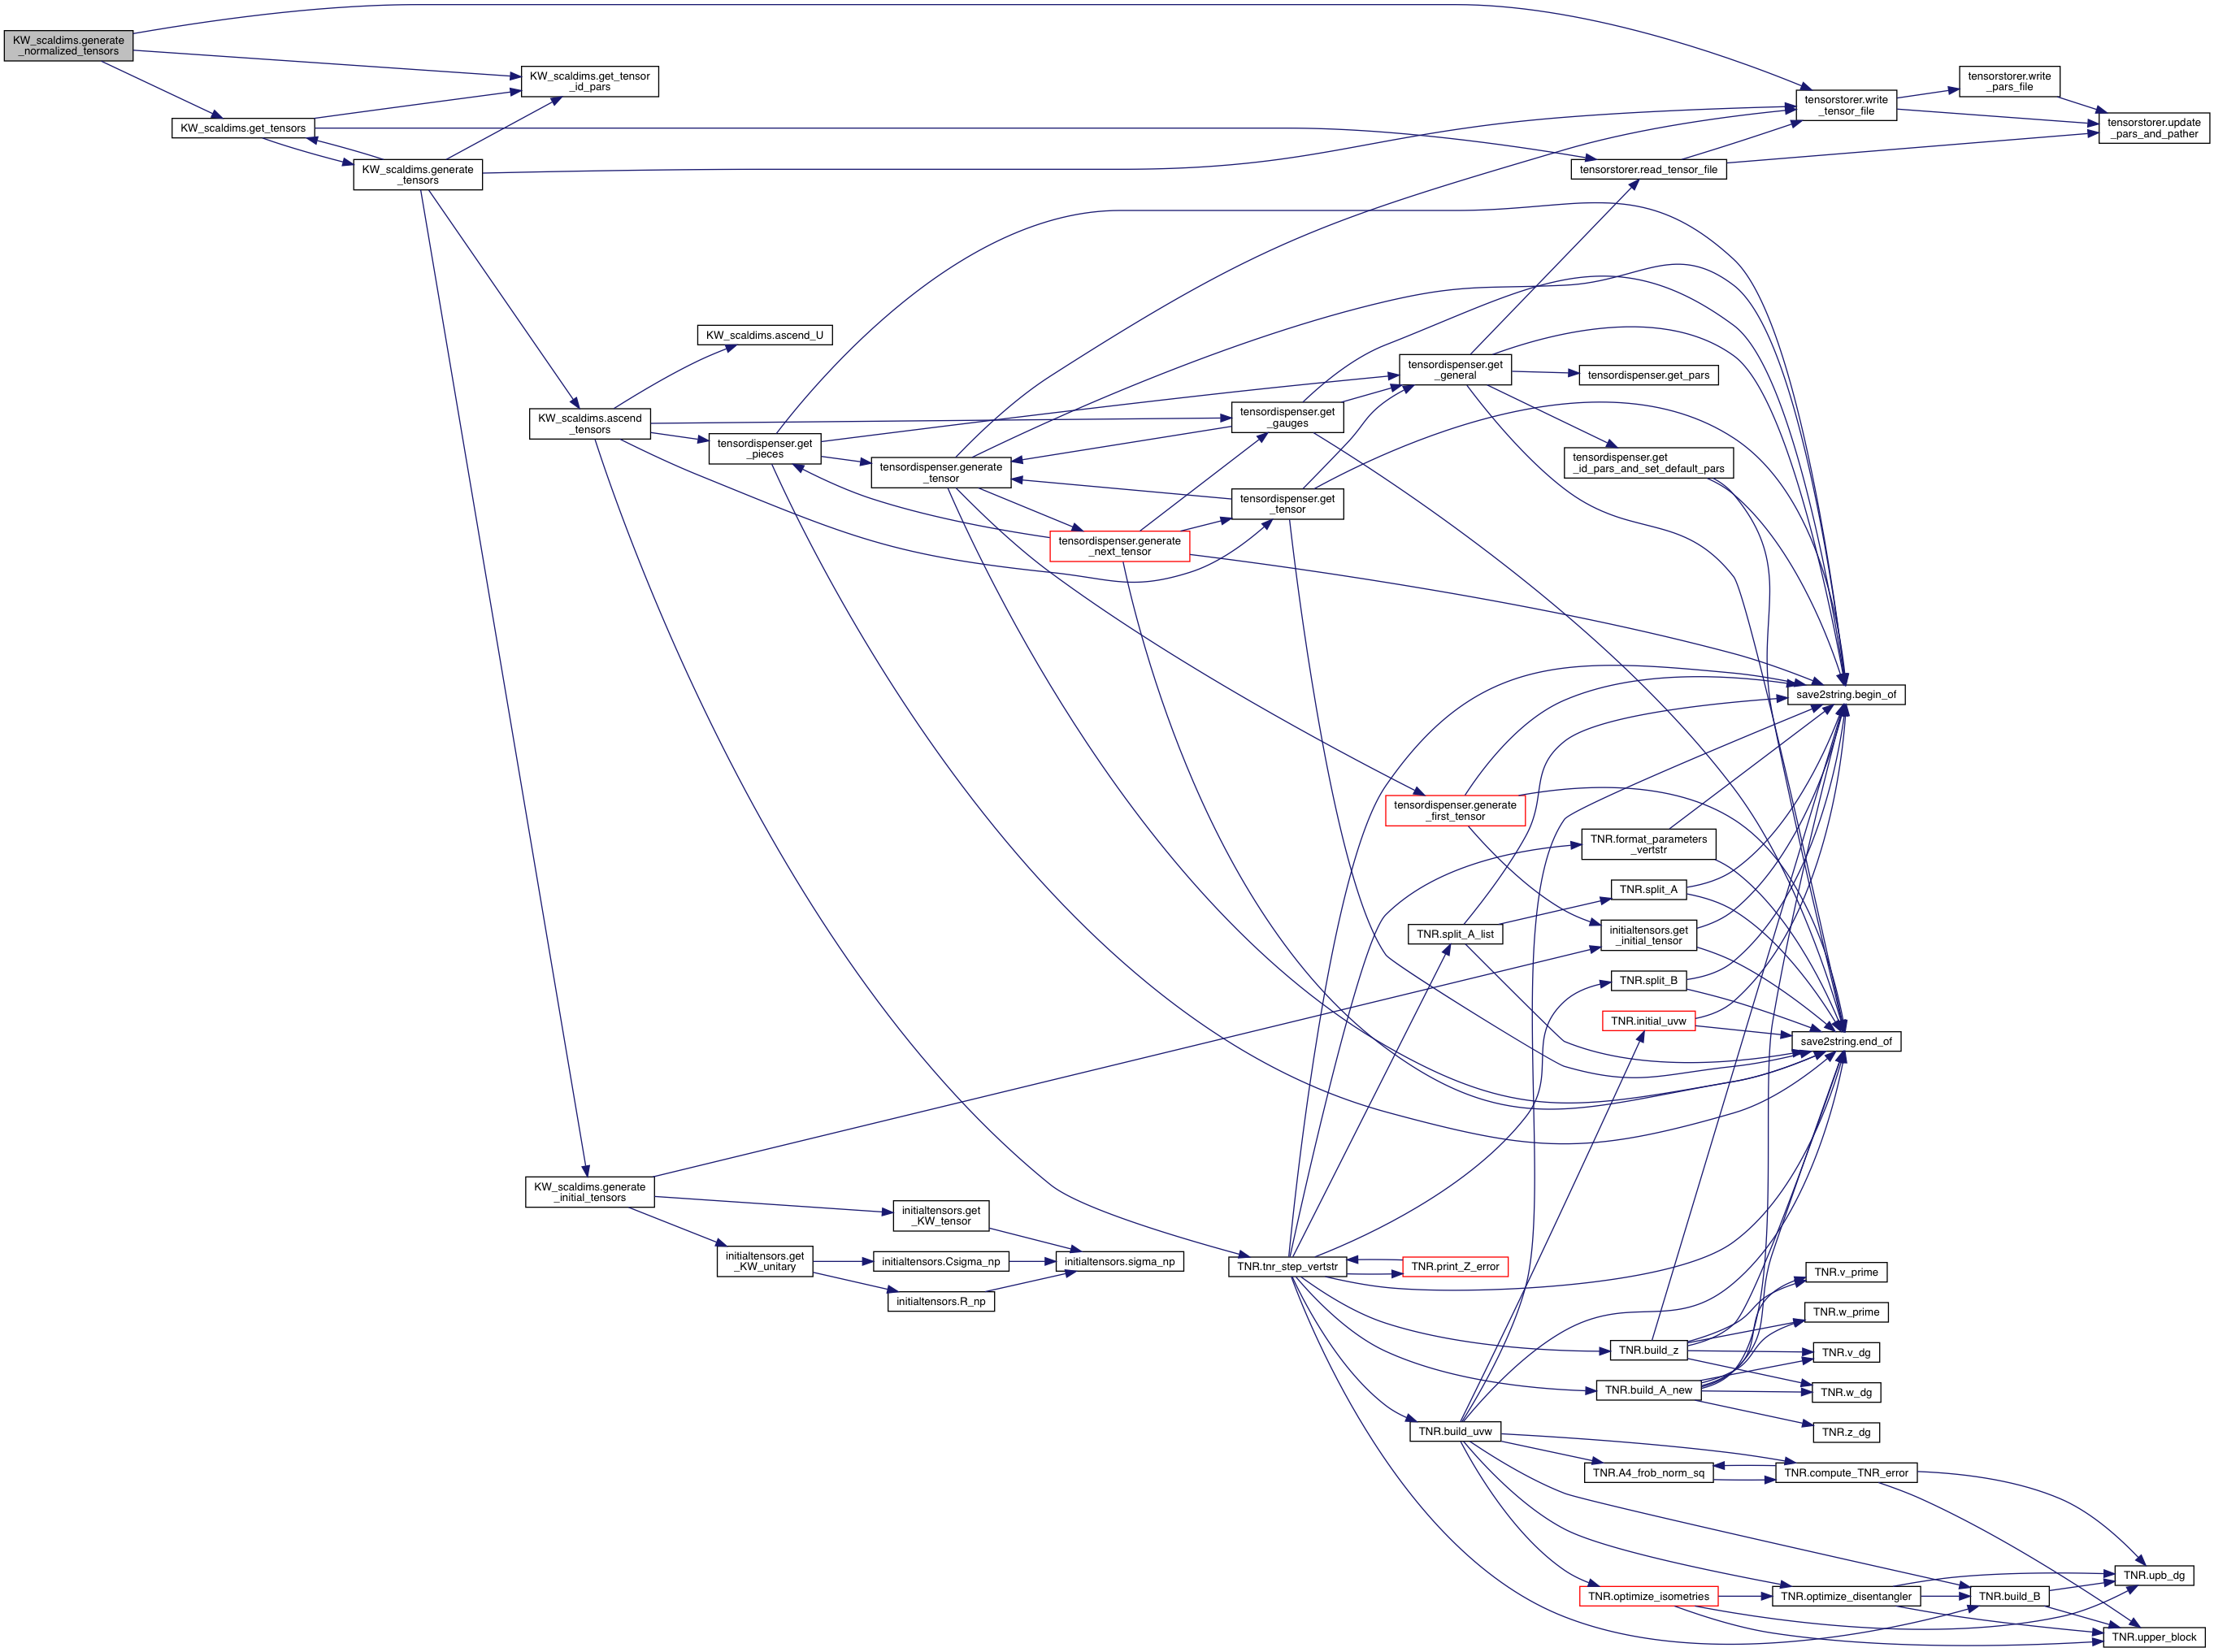 KW_scaldims.generate
_normalized_tensors
KW_scaldims.get_tensor
_id_pars
KW_scaldims.get_tensors
KW_scaldims.generate
_tensors
tensorstorer.write
_tensor_file
tensorstorer.write
_pars_file
tensorstorer.update
_pars_and_pather
tensorstorer.read_tensor_file
KW_scaldims.ascend_U
KW_scaldims.ascend
_tensors
tensordispenser.get
_pieces
tensordispenser.generate
_tensor
tensordispenser.generate
_next_tensor
tensordispenser.get
_gauges
tensordispenser.get
_tensor
tensordispenser.get
_general
tensordispenser.get_pars
tensordispenser.get
_id_pars_and_set_default_pars
save2string.begin_of
tensordispenser.generate
_first_tensor
TNR.format_parameters
_vertstr
TNR.split_A
TNR.split_A_list
initialtensors.get
_initial_tensor
TNR.split_B
TNR.initial_uvw
save2string.end_of
KW_scaldims.generate
_initial_tensors
initialtensors.get
_KW_tensor
initialtensors.get
_KW_unitary
initialtensors.Csigma_np
initialtensors.R_np
initialtensors.sigma_np
TNR.tnr_step_vertstr
TNR.print_Z_error
TNR.v_prime
TNR.w_prime
TNR.build_z
TNR.v_dg
TNR.build_A_new
TNR.w_dg
TNR.z_dg
TNR.build_uvw
TNR.A4_frob_norm_sq
TNR.compute_TNR_error
TNR.optimize_isometries
TNR.optimize_disentangler
TNR.build_B
TNR.upb_dg
TNR.upper_block